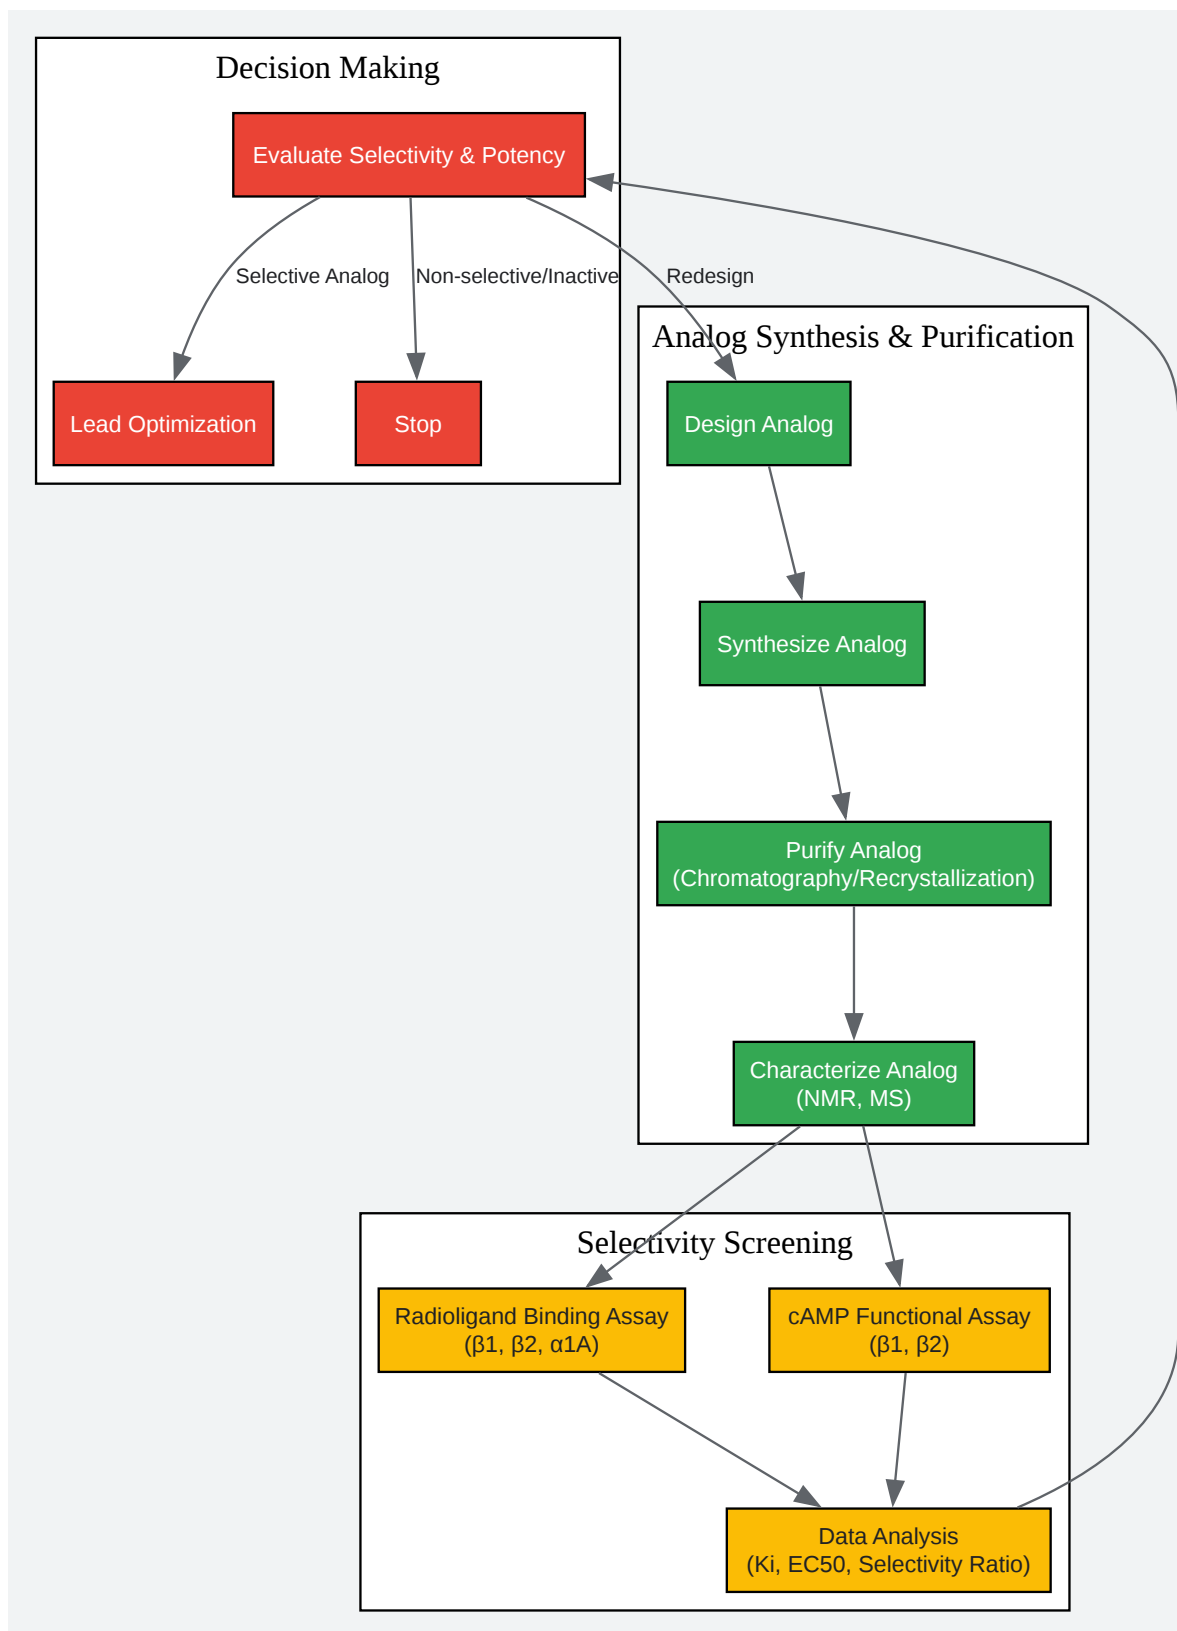 Decision Making
Evaluate Selectivity & Potency
Selective Analog
Non-selective/Inactive
Redesign
Lead Optimization
Stop
Analog Synthesis & Purification
Design Analog
Synthesize Analog
Purify Analog
(Chromatography/Recrystallization)
Characterize Analog
(NMR, MS)
Selectivity Screening
Radioligand Binding Assay
(β1, β2, α1A)
cAMP Functional Assay
(β1, β2)
Data Analysis
(Ki, EC50, Selectivity Ratio)